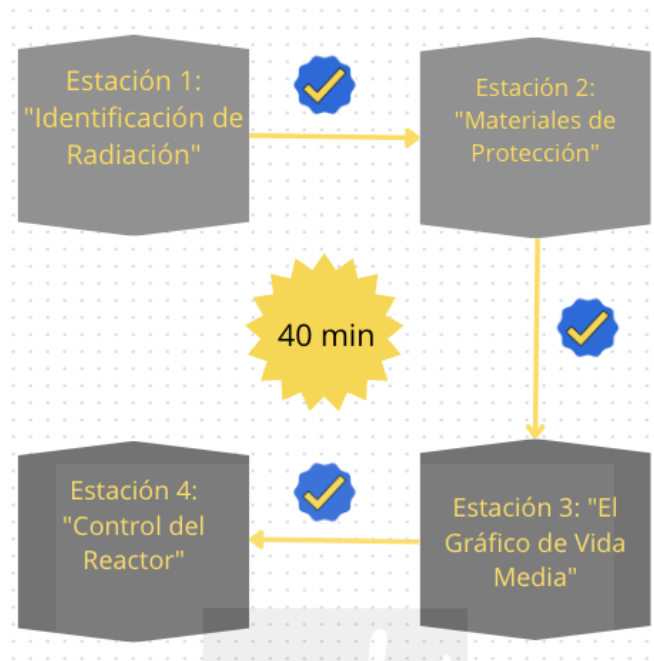 Estación 1:
"Identificación de
Radiación"
Estación 2:
"Materiales de
Protección"
40 min
Estación 3: "El
Gráfico de Vida
Media"
Estación 4:
"Control del
Reactor"